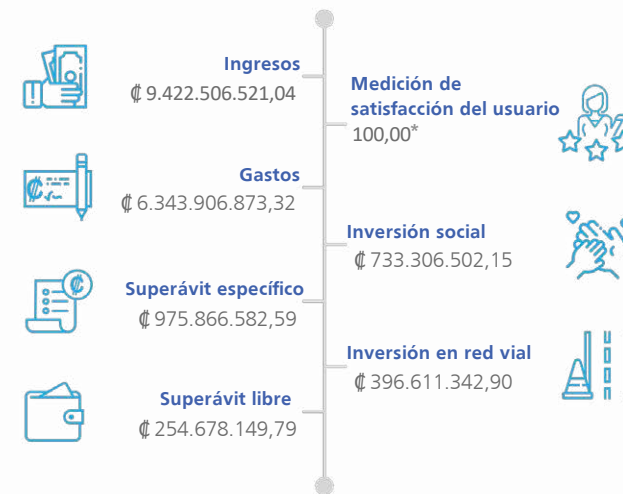 Ingresos
₡ 9.422.506.521,04
Medición de
satisfacción del usuario
100,00*
Gastos
₡ 6.343.906.873,32
Inversión social
₡ 733.306.502,15
Superávit específico
₡ 975.866.582,59
Inversión en red vial
₡ 396.611.342,90
Superávit libre
₡ 254.678.149,79